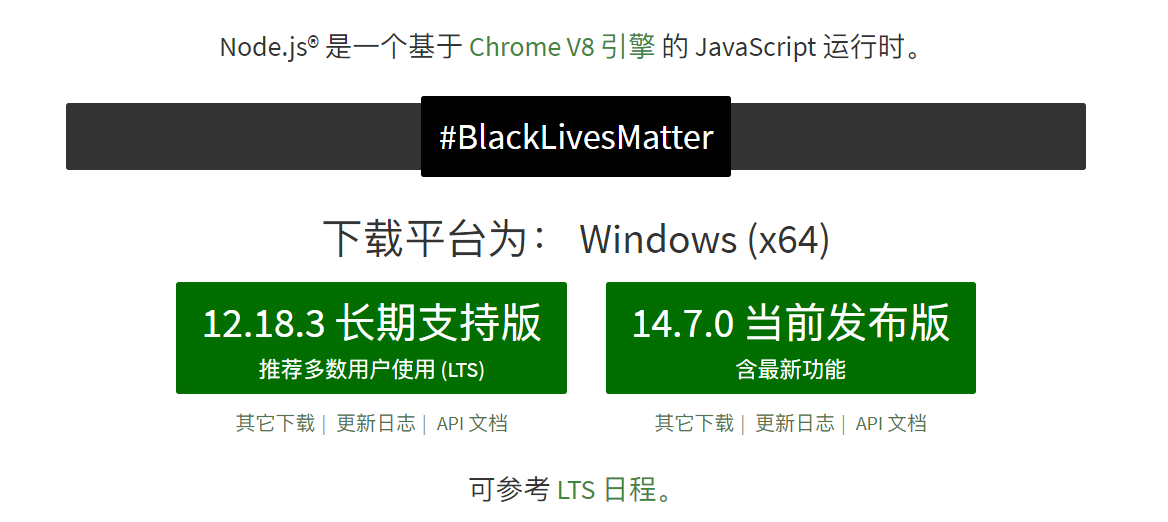 Node.js® 是一个基于 Chrome V8 引擎 的 JavaScript 运行时。
#BlackLivesMatter
下载平台为： Windows (x64)
12.18.3 长期支持版 14.7.0 当前发布版
推荐多数用户使用 (LTS) 含最新功能
其它下载 | 更新日志 | API 文档 其它下载 | 更新日志 | API 文档
可参考 LTS 日程。